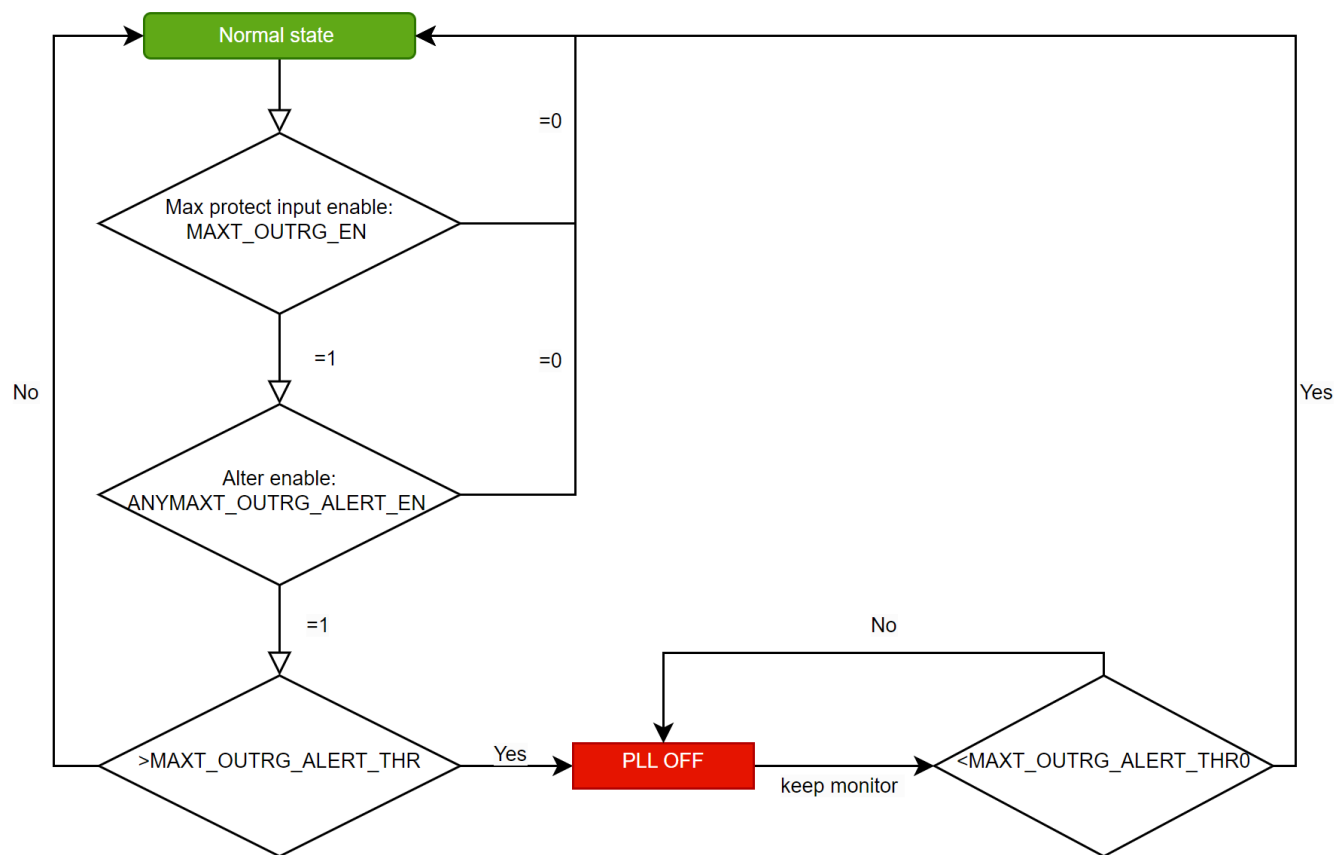 Normal state
=0
Max protect input enable:
MAXT_OUTRG_EN
=1
=0
No
Yes
Alter enable:
ANYMAXT_OUTRG_ALERT_EN
=1
No
>MAXT_OUTRG_ALERT_THR
Yes
PLL OFF
keep monitor
<MAXT_OUTRG_ALERT_THR0